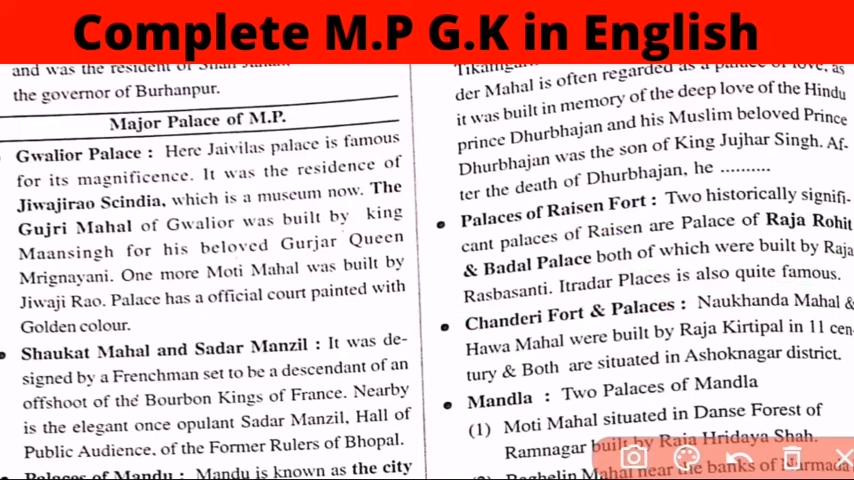 Complete M.P G.K in English
and was the resident of Shah
the governor of Burhanpur.
Major Palace of M.P.
Gwalior Palace : Here Jaivilas palace is famous
for its magnificence. It was the residence of
Jiwajirao Scindia, which is a museum now. The
Gujri Mahal of Gwalior was built by king
Maansingh for his beloved Gurjar Queen
Mrignayani. One more Moti Mahal was built by
Jiwaji Rao. Palace has a official court painted with
Golden colour.
Shaukat Mahal and Sadar Manzil : It was de-
signed by a Frenchman set to be a descendant of an
offshoot of the Bourbon Kings of France. Nearby
is the elegant once opulant Sadar Manzil, Hall of
Public Audience, of the Former Rulers of Bhopal.
Palaces of Mandu : Mandu is known as the city
der Mahal is often regarded as a palace of love, as
it was built in memory of the deep love of the Hindu
prince Dhurbhajan and his Muslim beloved Prince
Dhurbhajan was the son of King Jujhar Singh. Af-
ter the death of Dhurbhajan, he ..........
Palaces of Raisen Fort : Two historically signifi-
cant palaces of Raisen are Palace of Raja Rohit
& Badal Palace both of which were built by Raja
Rasbasanti. Itradar Places is also quite famous.
Chanderi Fort & Palaces : Naukhanda Mahal &
Hawa Mahal were built by Raja Kirtipal in 11 cen-
tury & Both are situated in Ashoknagar district.
Mandla : Two Palaces of Mandla
(1) Moti Mahal situated in Danse Forest of
Ramnagar built by Raja Hridaya Shah.
Baghelin Mahal near the banks of Narmada